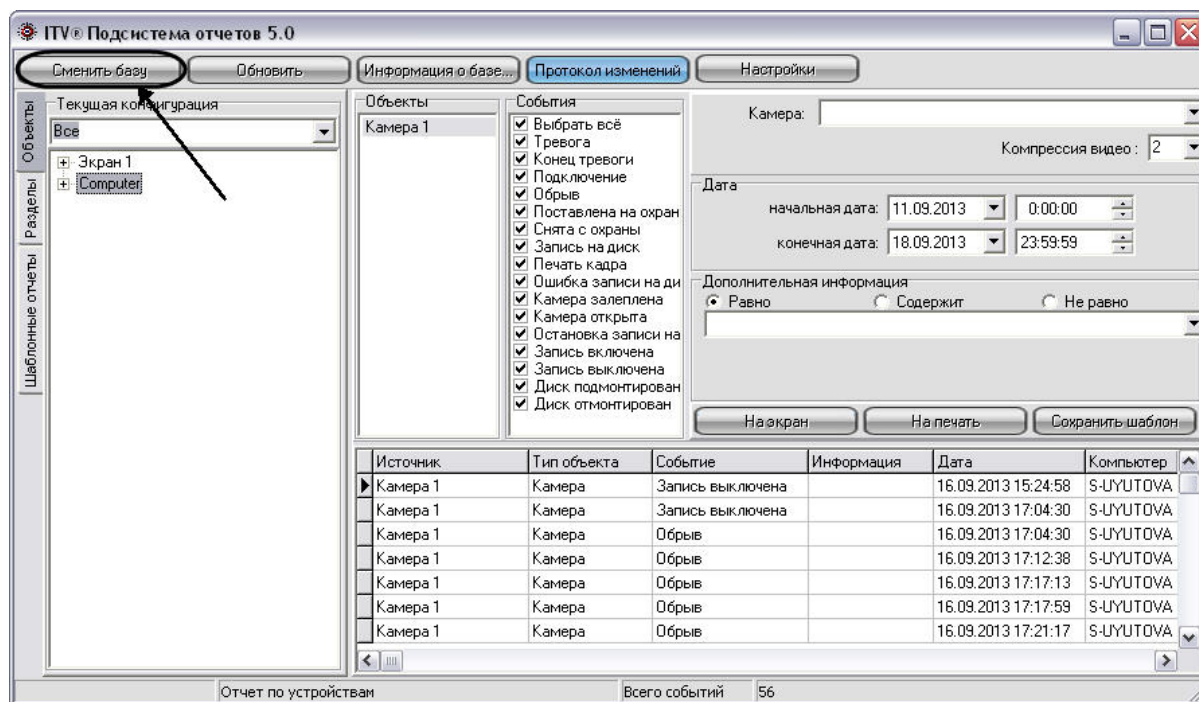 ITV® Подсистема отчетов 5.0
Сменить базу
Обновить
Информация о базе...
Протокол изменений
Настройки
Объекты
Разделы
Шаблонные отчеты
Текущая конфигурация
Все
Экран 1
Computer
Объекты
Камера 1
События
Выбрать всё
Тревога
Конец тревоги
Подключение
Обрыв
Поставлена на охран
Снята с охраны
Запись на диск
Печать кадра
Ошибка записи на ди
Камера залеплена
Камера открыта
Остановка записи на
Запись включена
Запись выключена
Диск подмонтирован
Диск отмонтирован
Камера:
Компрессия видео : 2
Дата
начальная дата: 11.09.2013 0:00:00
конечная дата: 18.09.2013 23:59:59
Дополнительная информация
Равно Содержит Не равно
На экран На печать Сохранить шаблон
Источник Тип объекта Событие Информация Дата Компьютер
Камера 1 Камера Запись выключена 16.09.2013 15:24:58 S-UYUTOVA
Камера 1 Камера Запись выключена 16.09.2013 17:04:30 S-UYUTOVA
Камера 1 Камера Обрыв 16.09.2013 17:04:30 S-UYUTOVA
Камера 1 Камера Обрыв 16.09.2013 17:12:38 S-UYUTOVA
Камера 1 Камера Обрыв 16.09.2013 17:17:13 S-UYUTOVA
Камера 1 Камера Обрыв 16.09.2013 17:17:59 S-UYUTOVA
Камера 1 Камера Обрыв 16.09.2013 17:21:17 S-UYUTOVA
Отчет по устройствам Всего событий 56